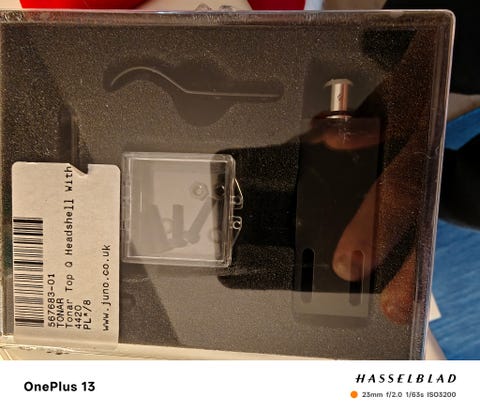 567683-01
TONAR
Tonar Top Q Headshell with
4420
PL*/8
www.juno.co.uk
OnePlus 13
HASSELBLAD
23mm f/2.0 1/63s ISO3200